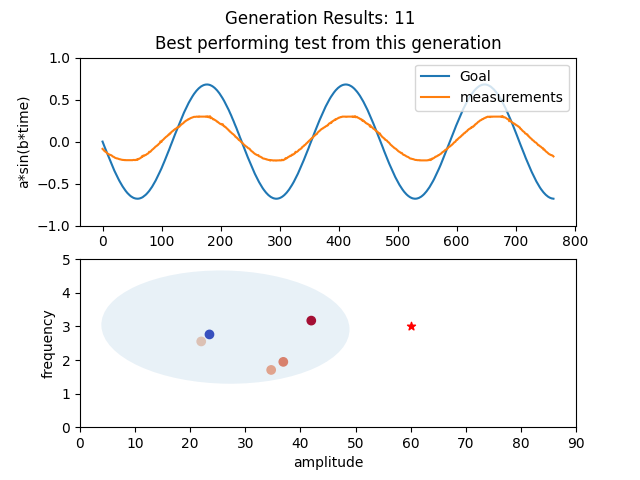 Generation Results: 11
Best performing test from this generation
1.0
0.5
0.0
−0.5
−1.0
a*sin(b*time)
Goal
measurements
0 100 200 300 400 500 600 700 800
5
4
3
2
1
0
frequency
0 10 20 30 40 50 60 70 80 90
amplitude